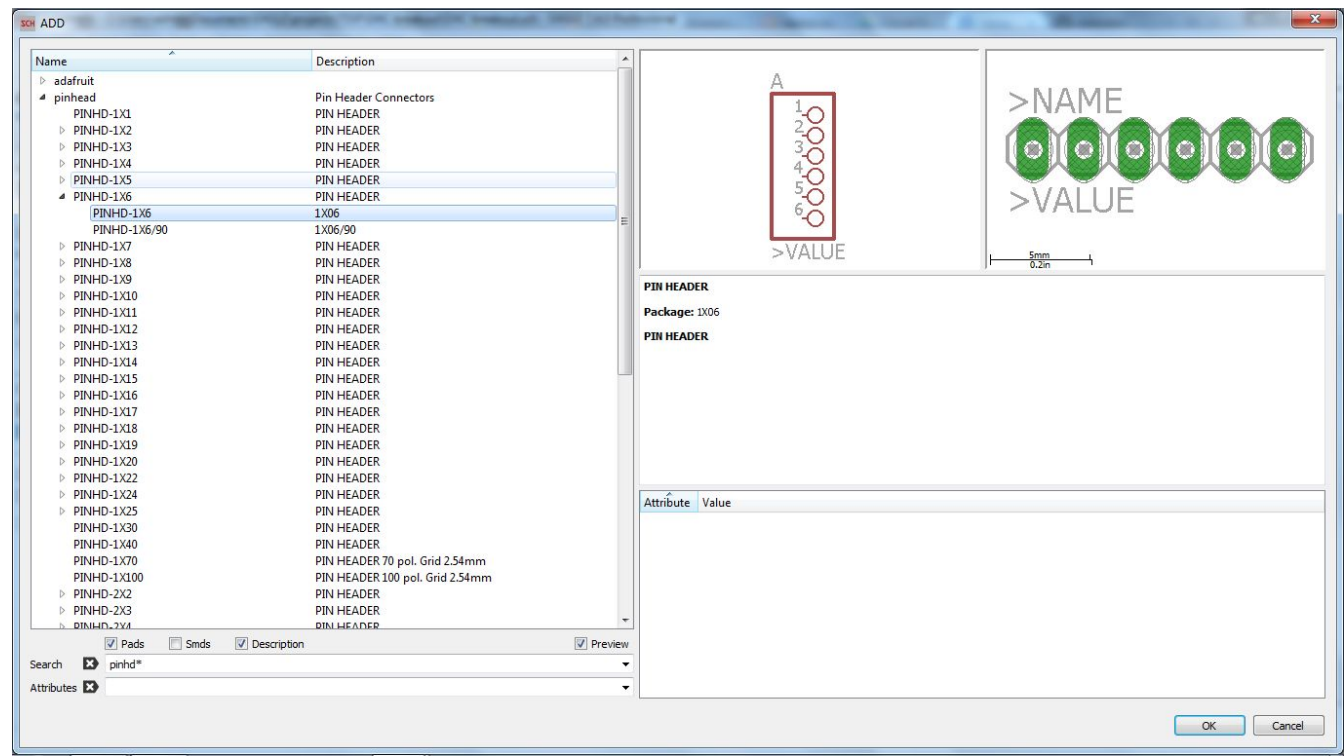 SCH ADD
Name Description
adafruit
pinhead Pin Header Connectors
PINHD-1X1 PIN HEADER
PINHD-1X2 PIN HEADER
PINHD-1X3 PIN HEADER
PINHD-1X4 PIN HEADER
PINHD-1X5 PIN HEADER
PINHD-1X6 PIN HEADER
PINHD-1X6 1X06
PINHD-1X6/90 1X06/90
PINHD-1X7 PIN HEADER
PINHD-1X8 PIN HEADER
PINHD-1X9 PIN HEADER
PINHD-1X10 PIN HEADER
PINHD-1X11 PIN HEADER
PINHD-1X12 PIN HEADER
PINHD-1X13 PIN HEADER
PINHD-1X14 PIN HEADER
PINHD-1X15 PIN HEADER
PINHD-1X16 PIN HEADER
PINHD-1X17 PIN HEADER
PINHD-1X18 PIN HEADER
PINHD-1X19 PIN HEADER
PINHD-1X20 PIN HEADER
PINHD-1X22 PIN HEADER
PINHD-1X24 PIN HEADER
PINHD-1X25 PIN HEADER
PINHD-1X30 PIN HEADER
PINHD-1X40 PIN HEADER
PINHD-1X70 PIN HEADER 70 pol. Grid 2.54mm
PINHD-1X100 PIN HEADER 100 pol. Grid 2.54mm
PINHD-2X2 PIN HEADER
PINHD-2X3 PIN HEADER
PINHD-2X4 PIN HEADER
Pads Smds Description Preview
Search pinhd*
Attributes
A
1
2
3
4
5
6
>VALUE
>NAME
>VALUE
5mm
0.2in
PIN HEADER
Package: 1X06
PIN HEADER
Attribute Value
OK Cancel